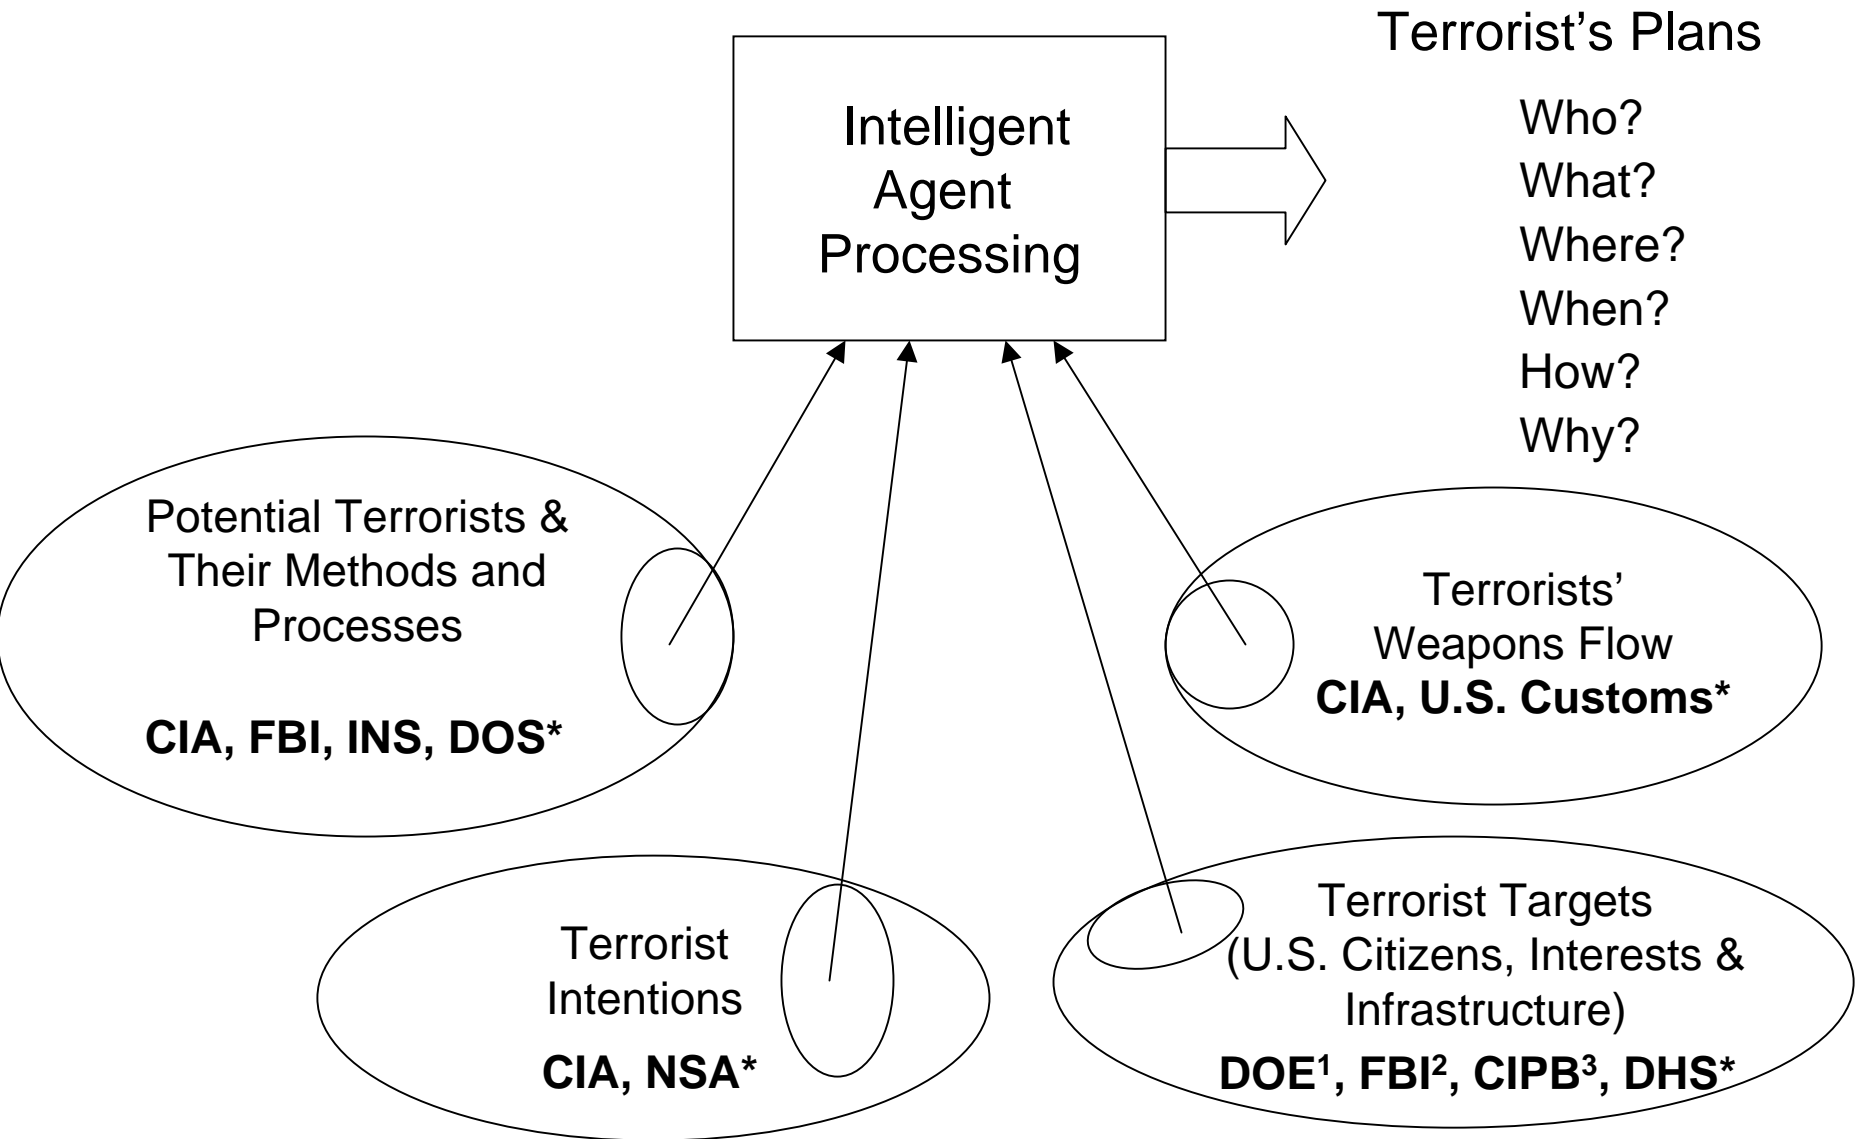 Terrorist’s Plans
Who?
What?
Where?
When?
How?
Why?
Intelligent
Agent
Processing
Potential Terrorists &
Their Methods and
Processes
CIA, FBI, INS, DOS*
Terrorists’
Weapons Flow
CIA, U.S. Customs*
Terrorist
Intentions
CIA, NSA*
Terrorist Targets
(U.S. Citizens, Interests &
Infrastructure)
DOE¹, FBI², CIPB³, DHS*